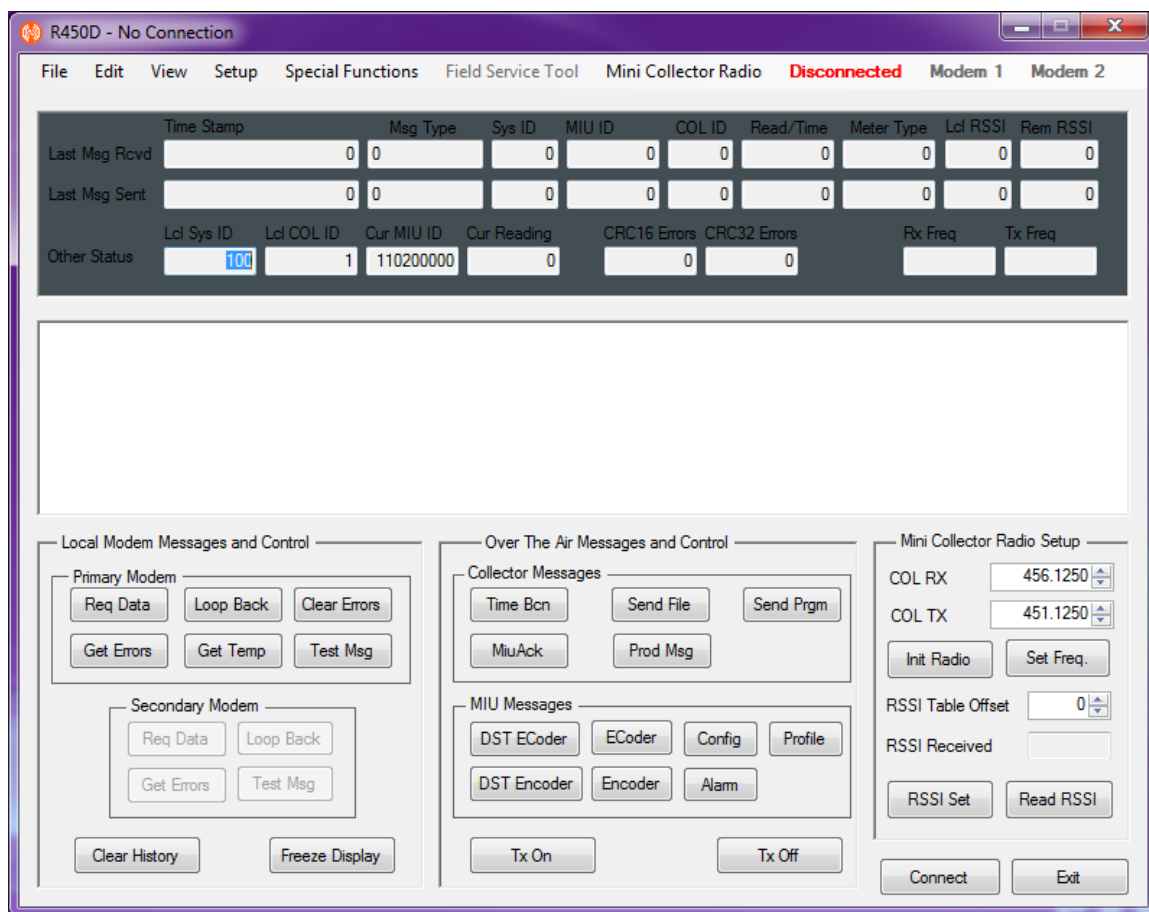 R450D - No Connection
File Edit View Setup Special Functions Field Service Tool Mini Collector Radio Disconnected Modem 1 Modem 2
Time Stamp Msg Type Sys ID MIU ID COL ID Read/Time Meter Type Lcl RSSI Rem RSSI
Last Msg Rcvd 0 0 0 0 0 0 0 0 0
Last Msg Sent 0 0 0 0 0 0 0 0 0
Lcl Sys ID Lcl COL ID Cur MIU ID Cur Reading CRC16 Errors CRC32 Errors Rx Freq Tx Freq
Other Status 100 1 110200000 0 0 0
Local Modem Messages and Control
Primary Modem
Req Data Loop Back Clear Errors
Get Errors Get Temp Test Msg
Secondary Modem
Req Data Loop Back
Get Errors Test Msg
Clear History Freeze Display
Over The Air Messages and Control
Collector Messages
Time Bcn Send File Send Prgm
MiuAck Prod Msg
MIU Messages
DST ECoder ECoder Config Profile
DST Encoder Encoder Alarm
Tx On Tx Off
Mini Collector Radio Setup
COL RX 456.1250
COL TX 451.1250
Init Radio Set Freq.
RSSI Table Offset 0
RSSI Received
RSSI Set Read RSSI
Connect Exit